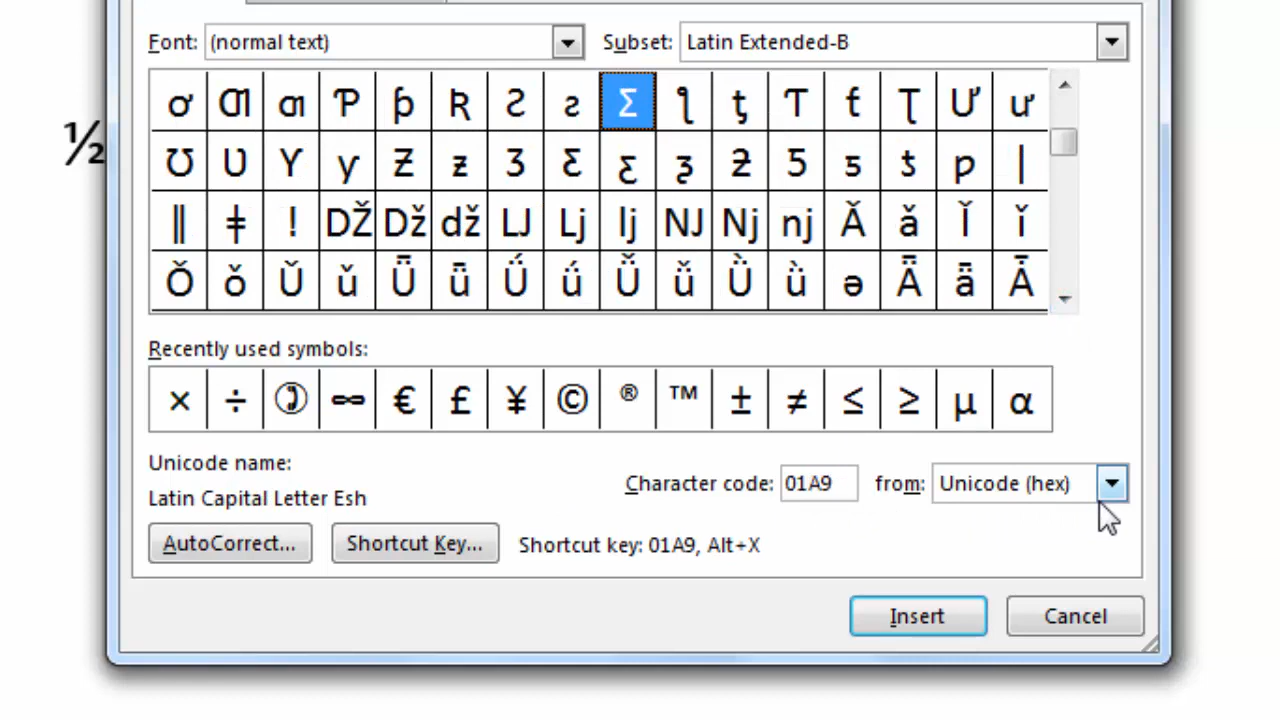 Font: (normal text) Subset: Latin Extended-B
ơ Ƣ ƣ Ƥ ƥ Ʀ Ƨ ƨ Ʃ ƪ ƫ Ƭ ƭ Ʈ Ư ư
½
Ʊ Ʋ Ƴ ƴ Ƶ ƶ Ʒ Ƹ ƹ ƺ ƻ Ƽ ƽ ƾ ƿ ǀ
ǁ ǂ ǃ DŽ Dž dž LJ Lj lj NJ Nj nj Ǎ ǎ Ǐ ǐ
Ǒ ǒ Ǔ ǔ Ǖ ǖ Ǘ ǘ Ǚ ǚ Ǜ ǜ ǝ Ǟ ǟ Ǡ
Recently used symbols:
× ÷ ∞ € £ ¥ © ® ™ ± ≠ ≤ ≥ µ α
Unicode name:
Latin Capital Letter Esh
Character code: 01A9 from: Unicode (hex)
AutoCorrect... Shortcut Key... Shortcut key: 01A9, Alt+X
Insert Cancel